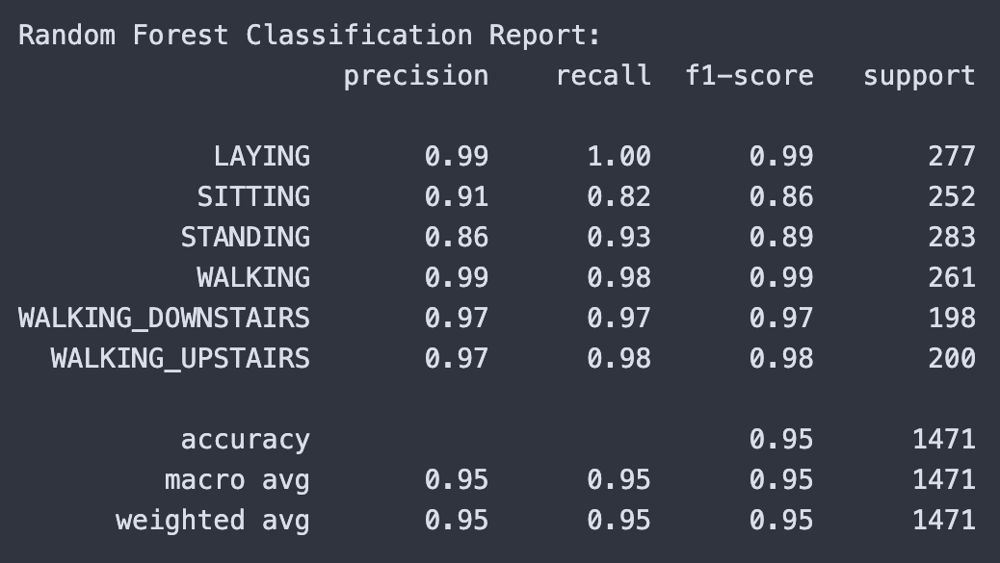 Random Forest Classification Report:
precision recall f1-score support
LAYING 0.99 1.00 0.99 277
SITTING 0.91 0.82 0.86 252
STANDING 0.86 0.93 0.89 283
WALKING 0.99 0.98 0.99 261
WALKING_DOWNSTAIRS 0.97 0.97 0.97 198
WALKING_UPSTAIRS 0.97 0.98 0.98 200
accuracy 0.95 1471
macro avg 0.95 0.95 0.95 1471
weighted avg 0.95 0.95 0.95 1471